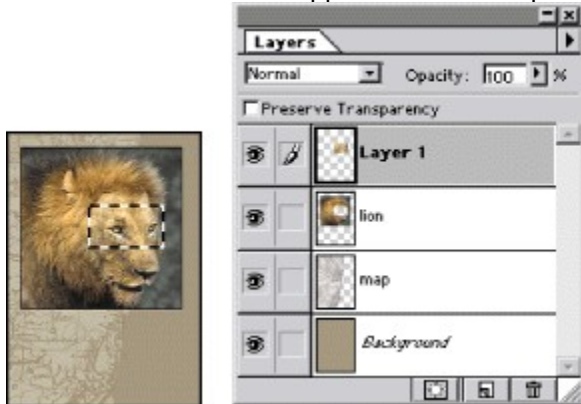 Layers
Normal Opacity: 100 %
Preserve Transparency
Layer 1
lion
map
Background